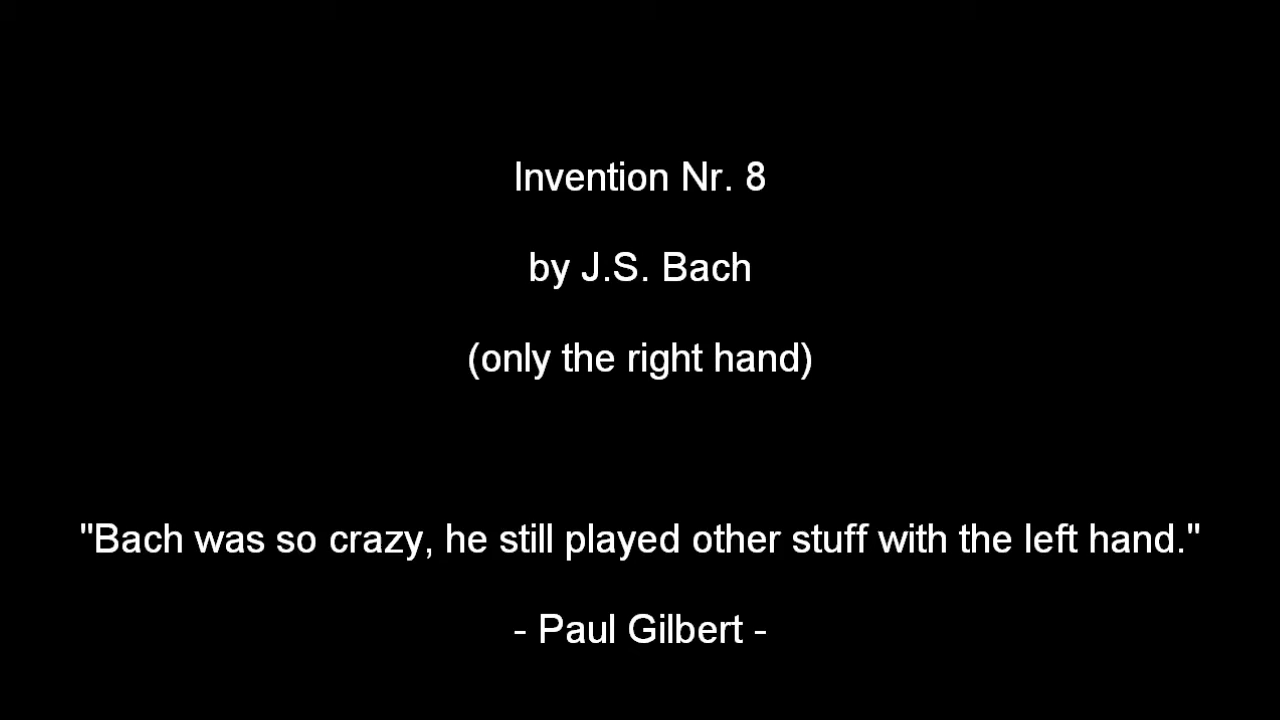 Invention Nr. 8
by J.S. Bach
(only the right hand)
"Bach was so crazy, he still played other stuff with the left hand."
- Paul Gilbert -